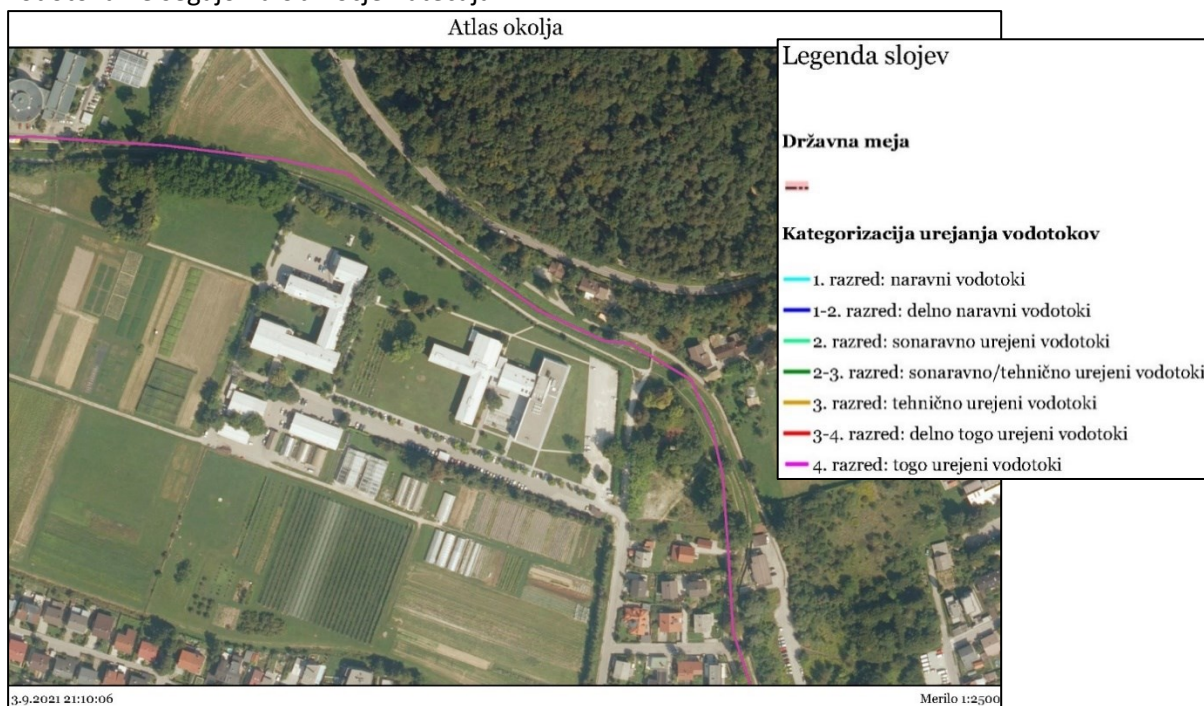 Atlas okolja
Legenda slojev
Državna meja
Kategorizacija urejanja vodotokov
1. razred: naravni vodotoki
1-2. razred: delno naravni vodotoki
2. razred: sonaravno urejeni vodotoki
2-3. razred: sonaravno/tehnično urejeni vodotoki
3. razred: tehnično urejeni vodotoki
3-4. razred: delno togo urejeni vodotoki
4. razred: togo urejeni vodotoki
3.9.2021 21:10:06
Merilo 1:2500